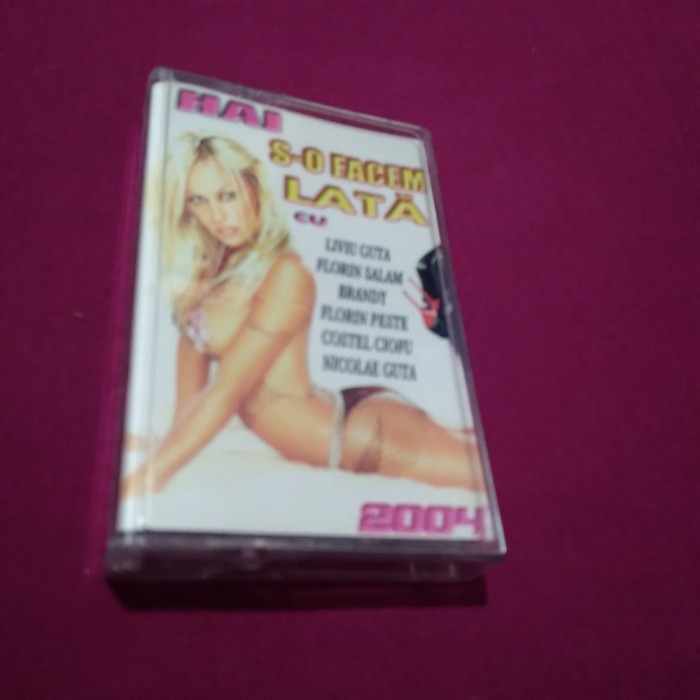 HAI
S-O FACEM
LATĂ
CU
LIVIU GUTA
FLORIN SALAM
BRANDY
FLORIN PESTE
COSTEL CIOFU
NICOLAE GUTA
2004